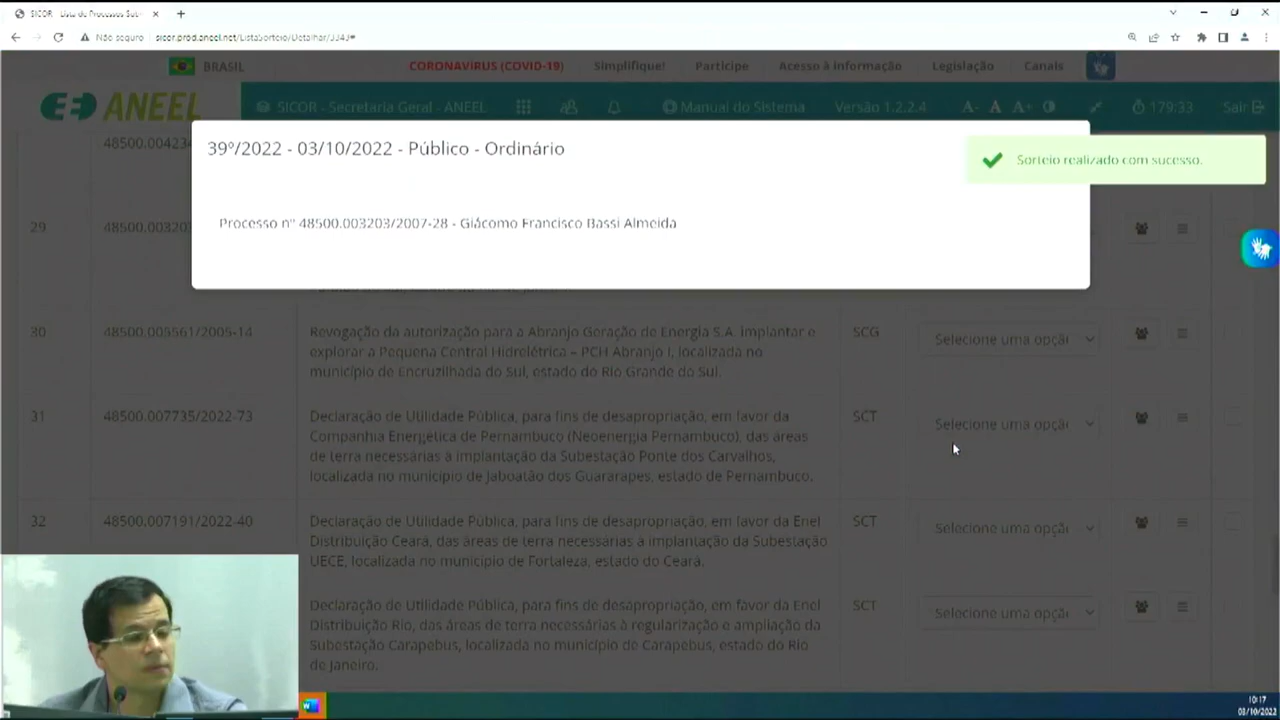 SICOR - Lista de Processos Sub
Não seguro
sicor.prod.aneel.net/ListaSorteio/Detalhar/3343#
BRASIL
CORONAVÍRUS (COVID-19)
Simplifique!
Participe
Acesso à informação
Legislação
Canais
ANEEL
SICOR - Secretaria Geral - ANEEL
Manual do Sistema
Versão 1.2.2.4
A- A A+
179:33
Sair
48500.004234
39º/2022 - 03/10/2022 - Público - Ordinário
Sorteio realizado com sucesso.
Processo nº 48500.003203/2007-28 - Giácomo Francisco Bassi Almeida
29
48500.003203
30
48500.005561/2005-14
Revogação da autorização para a Abranjo Geração de Energia S.A. implantar e
explorar a Pequena Central Hidrelétrica – PCH Abranjo I, localizada no
município de Encruzilhada do Sul, estado do Rio Grande do Sul.
SCG
Selecione uma opçã
31
48500.007735/2022-73
Declaração de Utilidade Pública, para fins de desapropriação, em favor da
Companhia Energética de Pernambuco (Neoenergia Pernambuco), das áreas
de terra necessárias à implantação da Subestação Ponte dos Carvalhos,
localizada no município de Jaboatão dos Guararapes, estado de Pernambuco.
SCT
Selecione uma opçã
32
48500.007191/2022-40
Declaração de Utilidade Pública, para fins de desapropriação, em favor da Enel
Distribuição Ceará, das áreas de terra necessárias à implantação da Subestação
UECE, localizada no município de Fortaleza, estado do Ceará.
SCT
Selecione uma opçã
Declaração de Utilidade Pública, para fins de desapropriação, em favor da Enel
Distribuição Rio, das áreas de terra necessárias à regularização e ampliação da
Subestação Carapebus, localizada no município de Carapebus, estado do Rio
de Janeiro.
SCT
Selecione uma opçã
10:17
03/10/2022